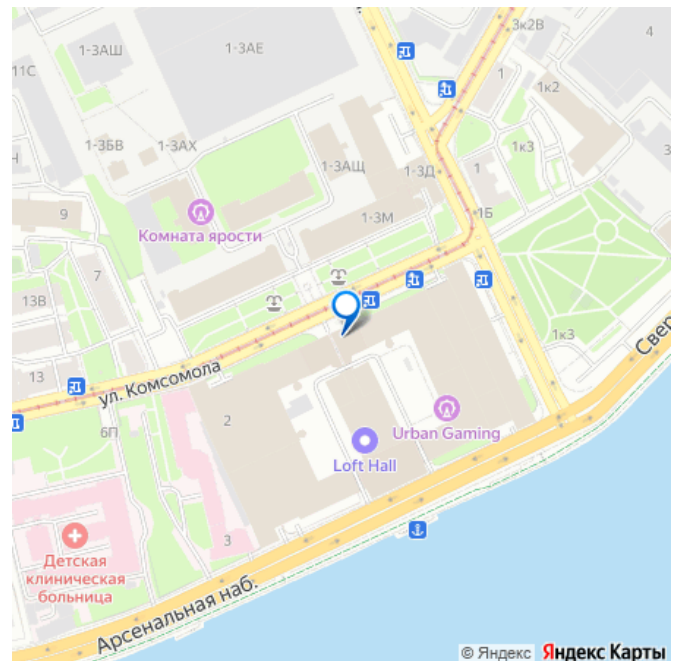 3к2В
4
1-3АШ
1-3АЕ
11С
1
1к2
1-3БВ
1-3АХ
1к3
1-3АЩ
1-3Д
1
3
9
Комната ярости
1-3М
1Б
7
13В
1к3
Свер
13
ул. Комсомола
2
6П
Urban Gaming
Loft Hall
3
Детская
клиническая
больница
Арсенальная наб.
© Яндекс Яндекс Карты